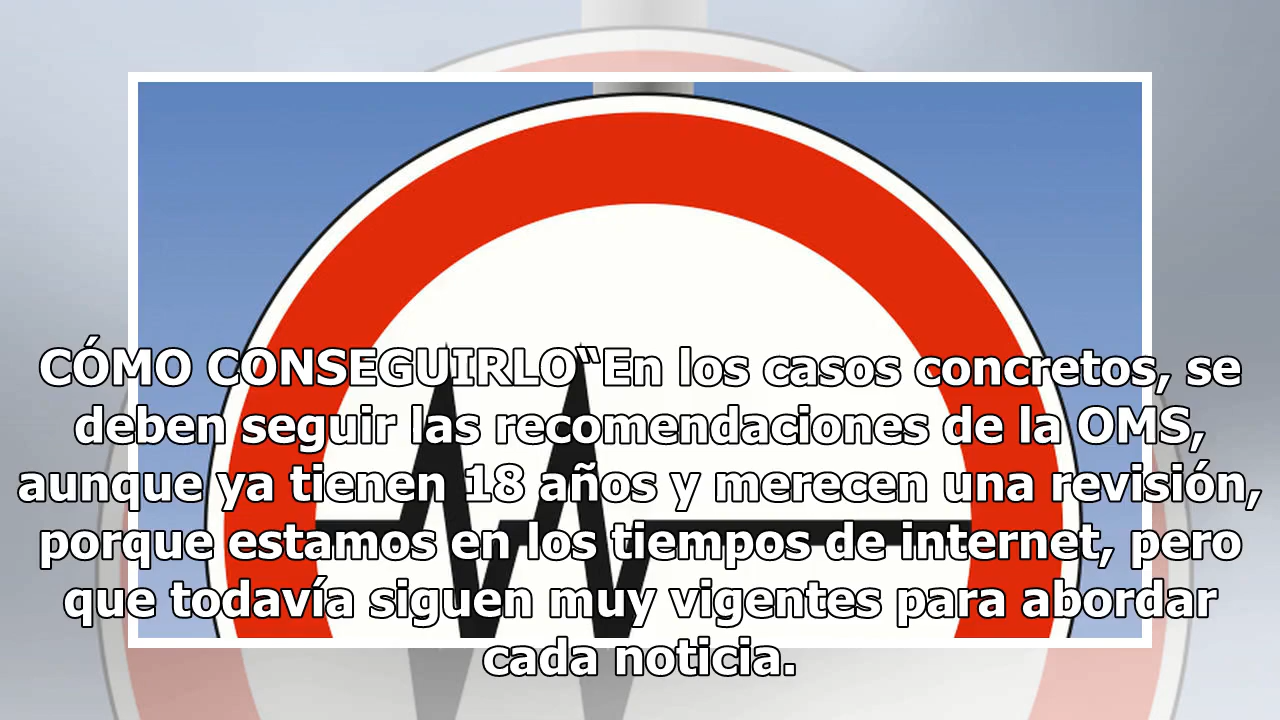 CÓMO CONSEGUIRLO“En los casos concretos, se
deben seguir las recomendaciones de la OMS,
aunque ya tienen 18 años y merecen una revisión,
porque estamos en los tiempos de internet, pero
que todavía siguen muy vigentes para abordar
cada noticia.